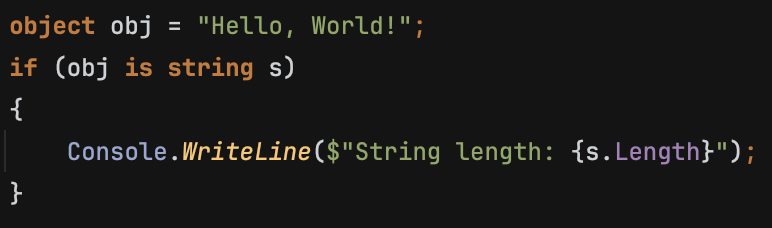 object obj = "Hello, World!";
if (obj is string s)
{
    Console.WriteLine($"String length: {s.Length}");
}